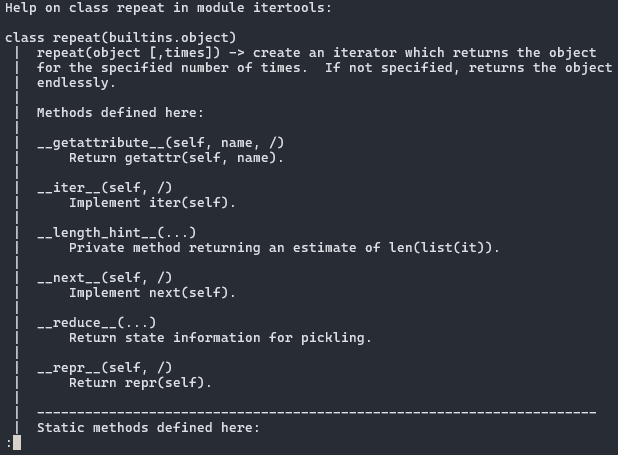 Help on class repeat in module itertools:

class repeat(builtins.object)
 |  repeat(object [,times]) -> create an iterator which returns the object
 |  for the specified number of times.  If not specified, returns the object
 |  endlessly.
 |
 |  Methods defined here:
 |
 |  __getattribute__(self, name, /)
 |      Return getattr(self, name).
 |
 |  __iter__(self, /)
 |      Implement iter(self).
 |
 |  __length_hint__(...)
 |      Private method returning an estimate of len(list(it)).
 |
 |  __next__(self, /)
 |      Implement next(self).
 |
 |  __reduce__(...)
 |      Return state information for pickling.
 |
 |  __repr__(self, /)
 |      Return repr(self).
 |
 |  ----------------------------------------------------------------------
 |  Static methods defined here:
: